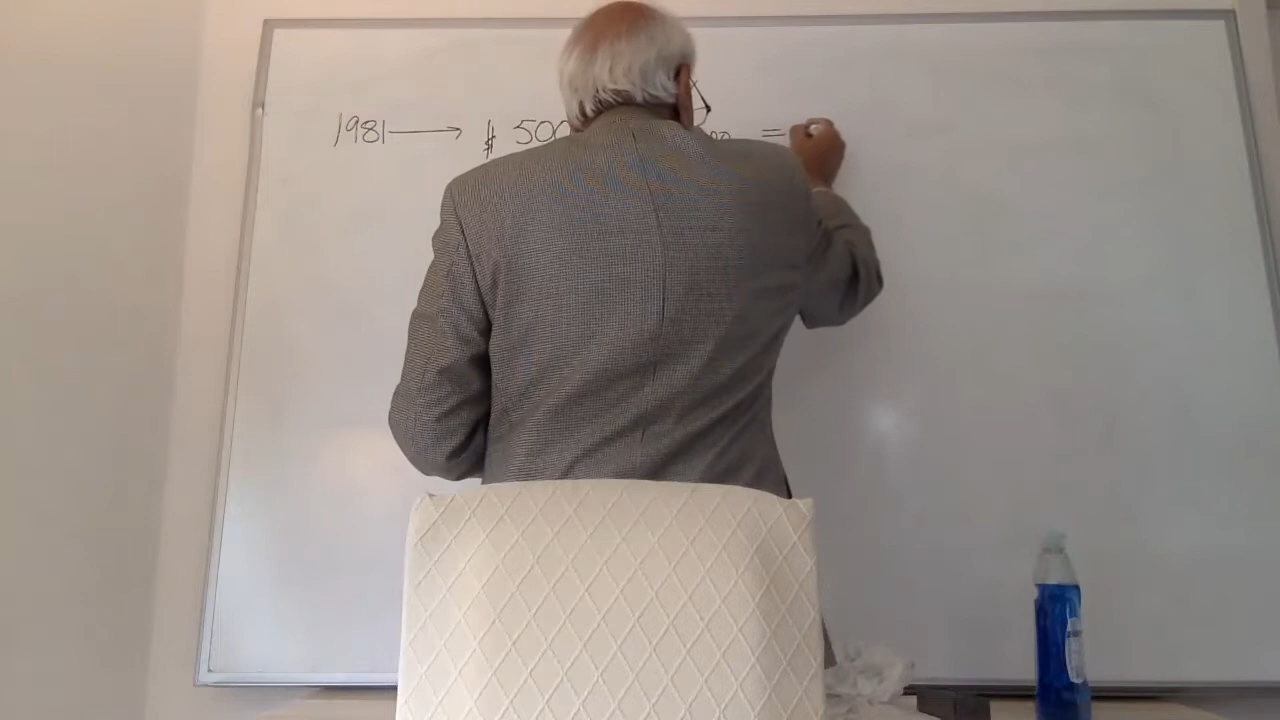 1981 → $ 500 =